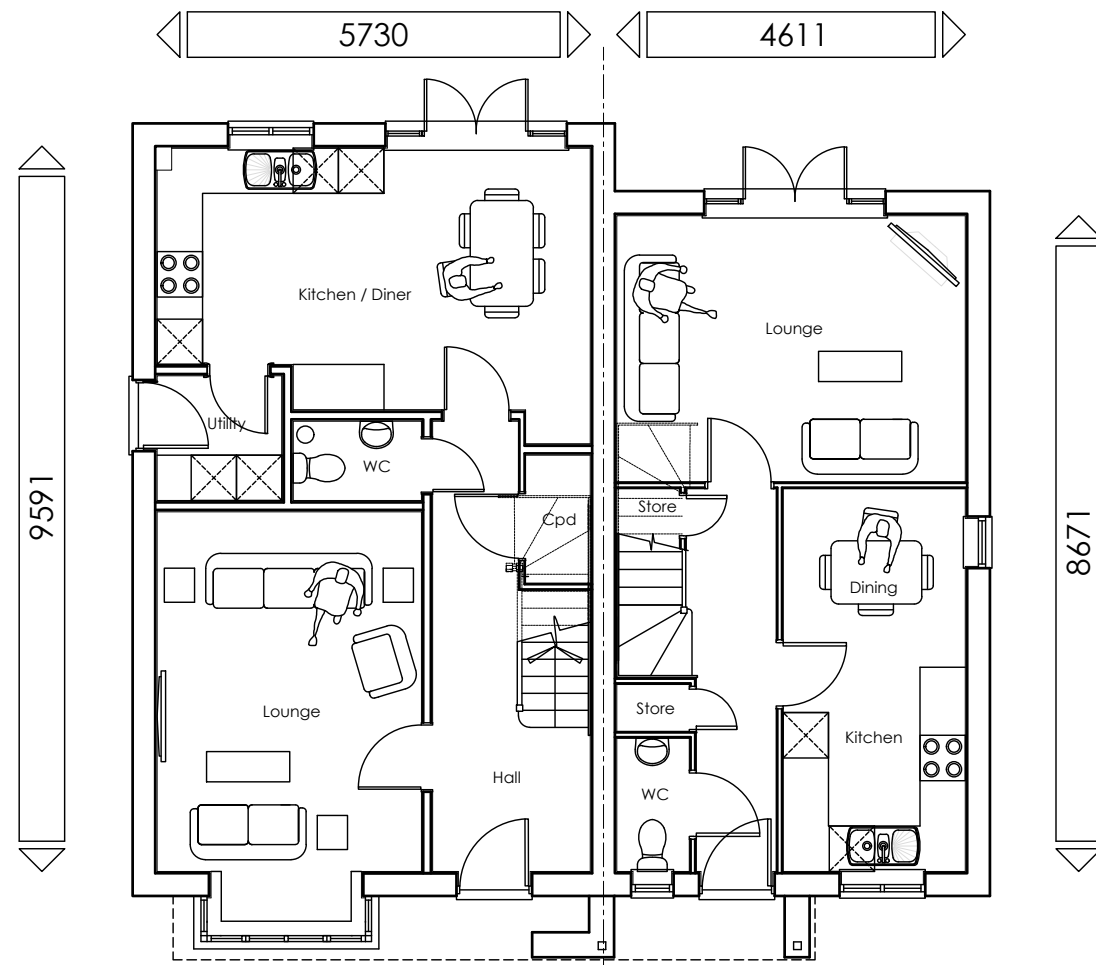 5730
4611
9591
8671
Kitchen / Diner
Lounge
Utility
WC
Store
Cpd
Dining
Lounge
Store
Kitchen
Hall
WC